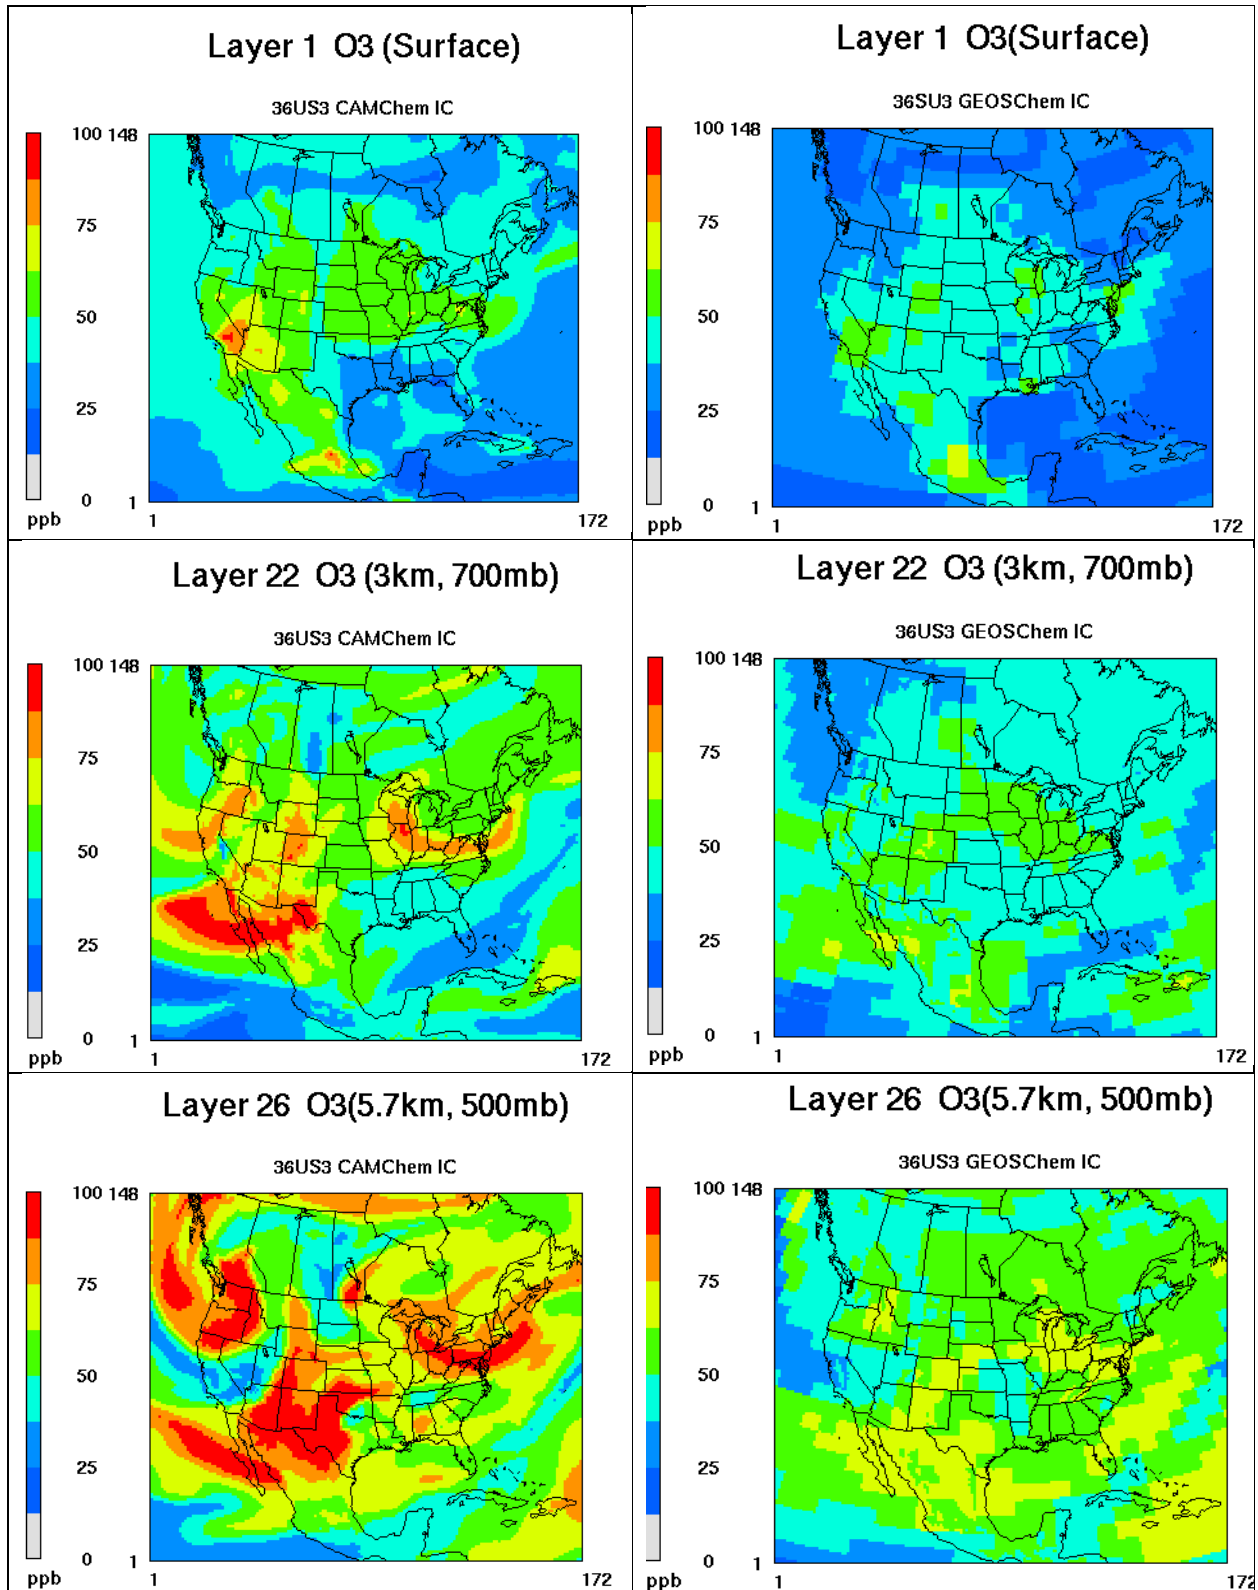 Layer 1 O3 (Surface)
36US3 CAMChem IC
100 148
75
50
25
0
ppb
1
1
172
Layer 1 O3(Surface)
36SU3 GEOSChem IC
100 148
75
50
25
0
ppb
1
1
172
Layer 22 O3 (3km, 700mb)
36US3 CAMChem IC
100 148
75
50
25
0
ppb
1
1
172
Layer 22 O3 (3km, 700mb)
36US3 GEOSChem IC
100 148
75
50
25
0
ppb
1
1
172
Layer 26 O3(5.7km, 500mb)
36US3 CAMChem IC
100 148
75
50
25
0
ppb
1
1
172
Layer 26 O3(5.7km, 500mb)
36US3 GEOSChem IC
100 148
75
50
25
0
ppb
1
1
172